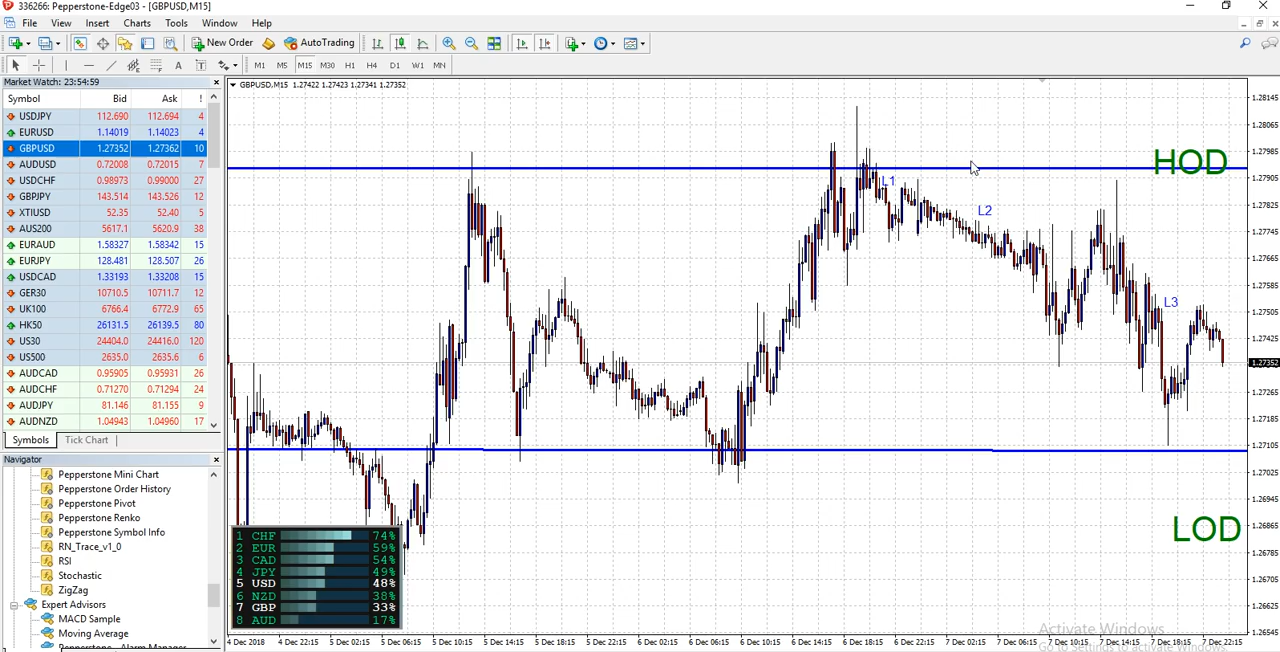 336266: Pepperstone-Edge03 - [GBPUSD,M15]
File View Insert Charts Tools Window Help
New Order AutoTrading
A T M1 M5 M15 M30 H1 H4 D1 W1 MN
Market Watch: 23:54:59
Symbol Bid Ask !
USDJPY 112.690 112.694 4
EURUSD 1.14019 1.14023 4
GBPUSD 1.27352 1.27362 10
AUDUSD 0.72008 0.72015 7
USDCHF 0.98973 0.99000 27
GBPJPY 143.514 143.526 12
XTIUSD 52.35 52.40 5
AUS200 5617.1 5620.9 38
EURAUD 1.58327 1.58342 15
EURJPY 128.481 128.507 26
USDCAD 1.33193 1.33208 15
GER30 10710.5 10711.7 12
UK100 6766.4 6772.9 65
HK50 26131.5 26139.5 80
US30 24404.0 24416.0 120
US500 2635.0 2635.6 6
AUDCAD 0.95905 0.95931 26
AUDCHF 0.71270 0.71294 24
AUDJPY 81.146 81.155 9
AUDNZD 1.04943 1.04960 17
Symbols Tick Chart
Navigator
Pepperstone Mini Chart
Pepperstone Order History
Pepperstone Pivot
Pepperstone Renko
Pepperstone Symbol Info
RN_Trace_v1_0
RSI
Stochastic
ZigZag
Expert Advisors
MACD Sample
Moving Average
Pepperstone - Alarm Manager
GBPUSD,M15 1.27422 1.27423 1.27341 1.27352
HOD
L1
L2
L3
LOD
1 CHF 74%
2 EUR 59%
3 CAD 54%
4 JPY 49%
5 USD 48%
6 NZD 38%
7 GBP 33%
8 AUD 17%
1.28145
1.28065
1.27985
1.27905
1.27825
1.27745
1.27665
1.27585
1.27505
1.27425
1.27352
1.27265
1.27185
1.27105
1.27025
1.26945
1.26865
1.26785
1.26705
1.26625
1.26545
4 Dec 2018 4 Dec 22:15 5 Dec 02:15 5 Dec 06:15 5 Dec 10:15 5 Dec 14:15 5 Dec 18:15 5 Dec 22:15 6 Dec 02:15 6 Dec 06:15 6 Dec 10:15 6 Dec 14:15 6 Dec 18:15 6 Dec 22:15 7 Dec 02:15 7 Dec 06:15 7 Dec 10:15 7 Dec 14:15 7 Dec 18:15 7 Dec 22:15
Activate Windows
Go to Settings to activate Windows.